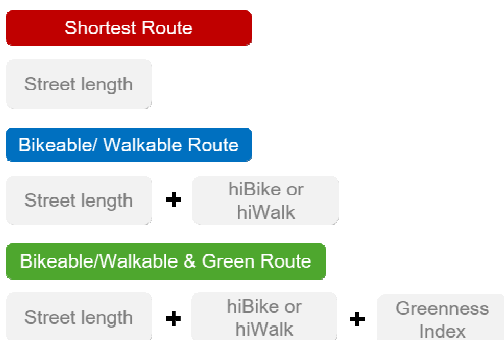 Shortest Route
Street length
Bikeable/ Walkable Route
Street length + hiBike or
hiWalk
Bikeable/Walkable & Green Route
Street length + hiBike or
hiWalk + Greenness
Index